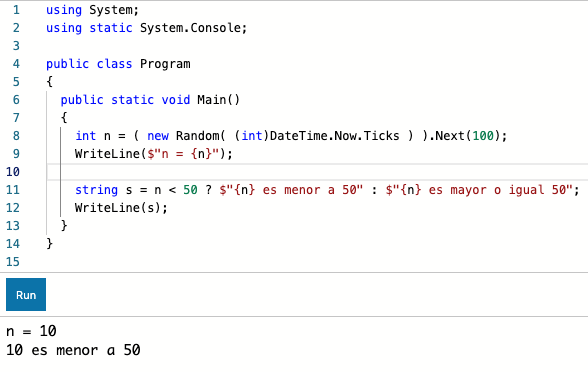 1 using System;
2 using static System.Console;
3
4 public class Program
5 {
6 public static void Main()
7 {
8 int n = ( new Random( (int)DateTime.Now.Ticks ) ).Next(100);
9 WriteLine($"n = {n}");
10
11 string s = n < 50 ? $"{n} es menor a 50" : $"{n} es mayor o igual 50";
12 WriteLine(s);
13 }
14 }
15
Run
n = 10
10 es menor a 50